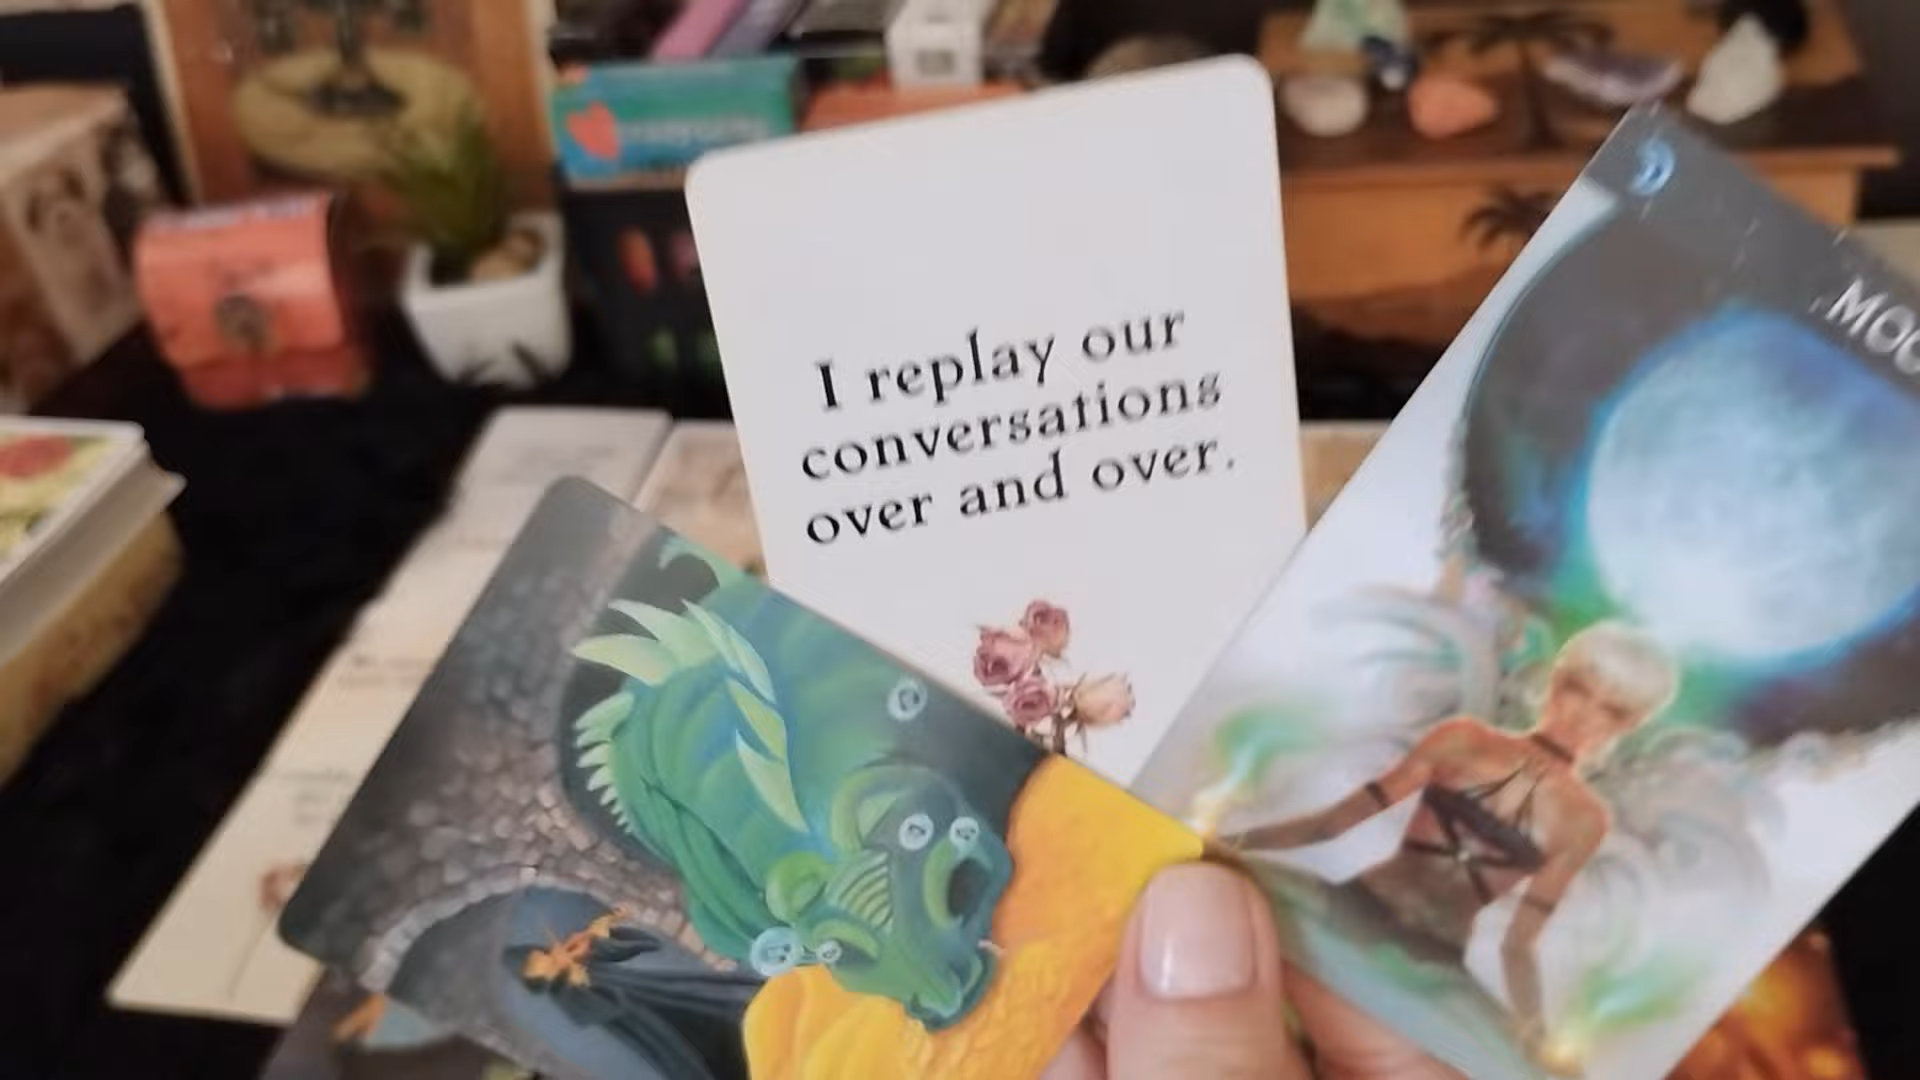 I replay our
conversations
over and over.
MOO